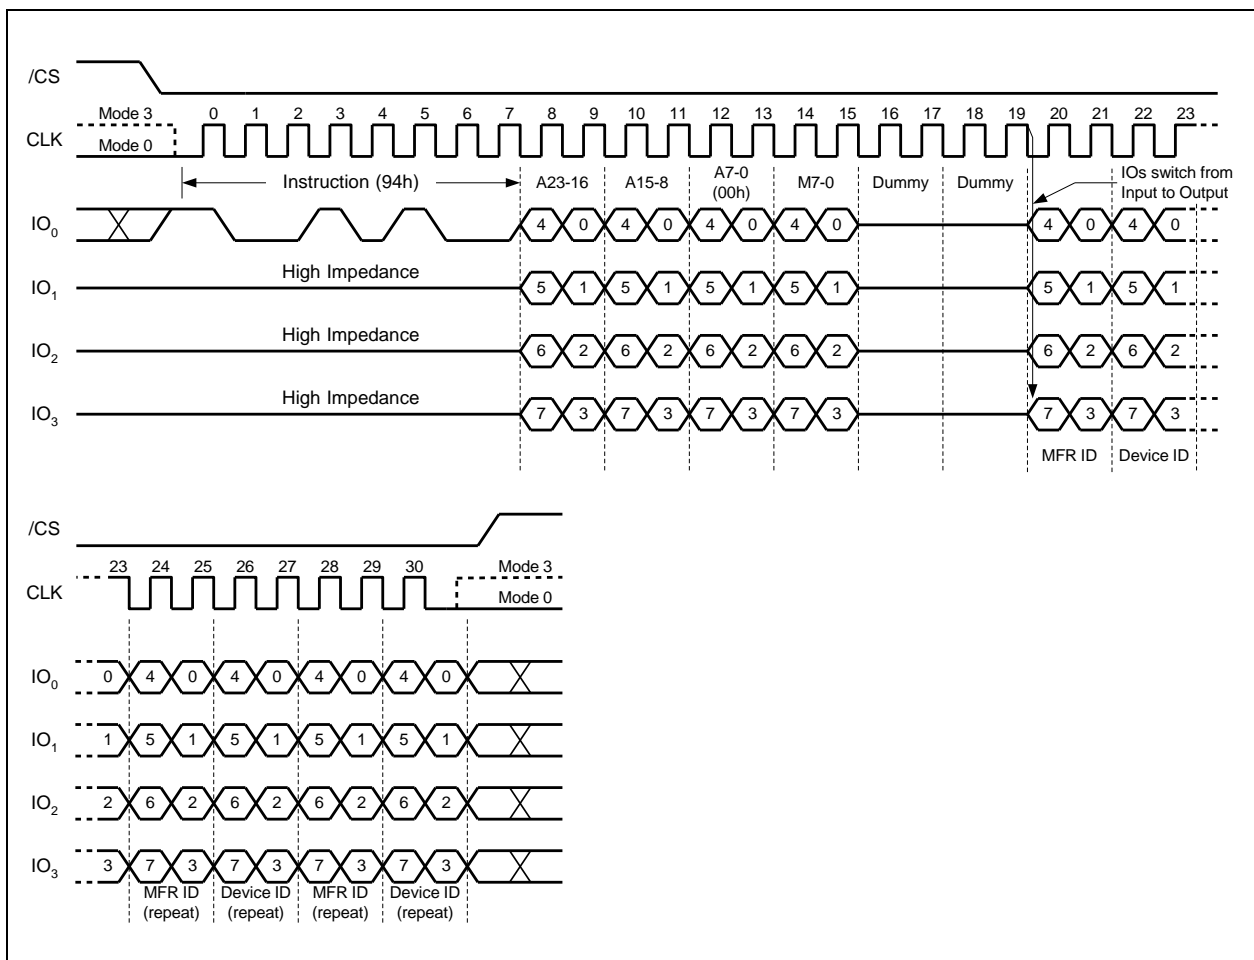 /CS
Mode 3 0 1 2 3 4 5 6 7 8 9 10 11 12 13 14 15 16 17 18 19 20 21 22 23
CLK Mode 0
Instruction (94h) A23-16 A15-8 A7-0 (00h) M7-0 Dummy Dummy IOs switch from Input to Output
IO0 4 0 4 0 4 0 4 0 4 0 4 0
High Impedance
IO1 5 1 5 1 5 1 5 1 5 1 5 1
High Impedance
IO2 6 2 6 2 6 2 6 2 6 2 6 2
High Impedance
IO3 7 3 7 3 7 3 7 3 7 3 7 3
MFR ID Device ID
/CS
23 24 25 26 27 28 29 30 Mode 3
CLK Mode 0
IO0 0 4 0 4 0 4 0 4 0
IO1 1 5 1 5 1 5 1 5 1
IO2 2 6 2 6 2 6 2 6 2
IO3 3 7 3 7 3 7 3 7 3
MFR ID Device ID MFR ID Device ID
(repeat) (repeat) (repeat) (repeat)